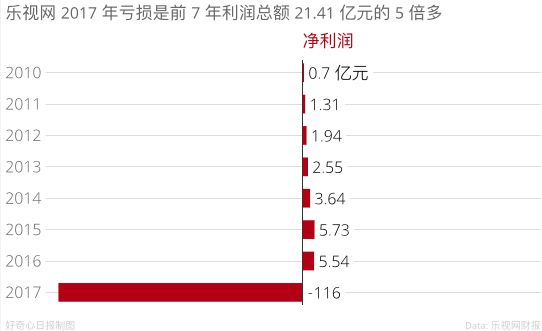 乐视网 2017 年亏损是前 7 年利润总额 21.41 亿元的 5 倍多
净利润
2010 0.7 亿元
2011 1.31
2012 1.94
2013 2.55
2014 3.64
2015 5.73
2016 5.54
2017 -116
好奇心日报制图 Data: 乐视网财报